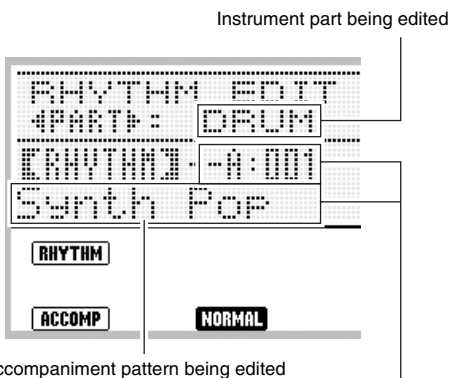 Instrument part being edited
RHYTHM EDIT
◄PART►: DRUM
【RHYTHM】--A:001
Synth Pop
RHYTHM
ACCOMP NORMAL
ccompaniment pattern being edited